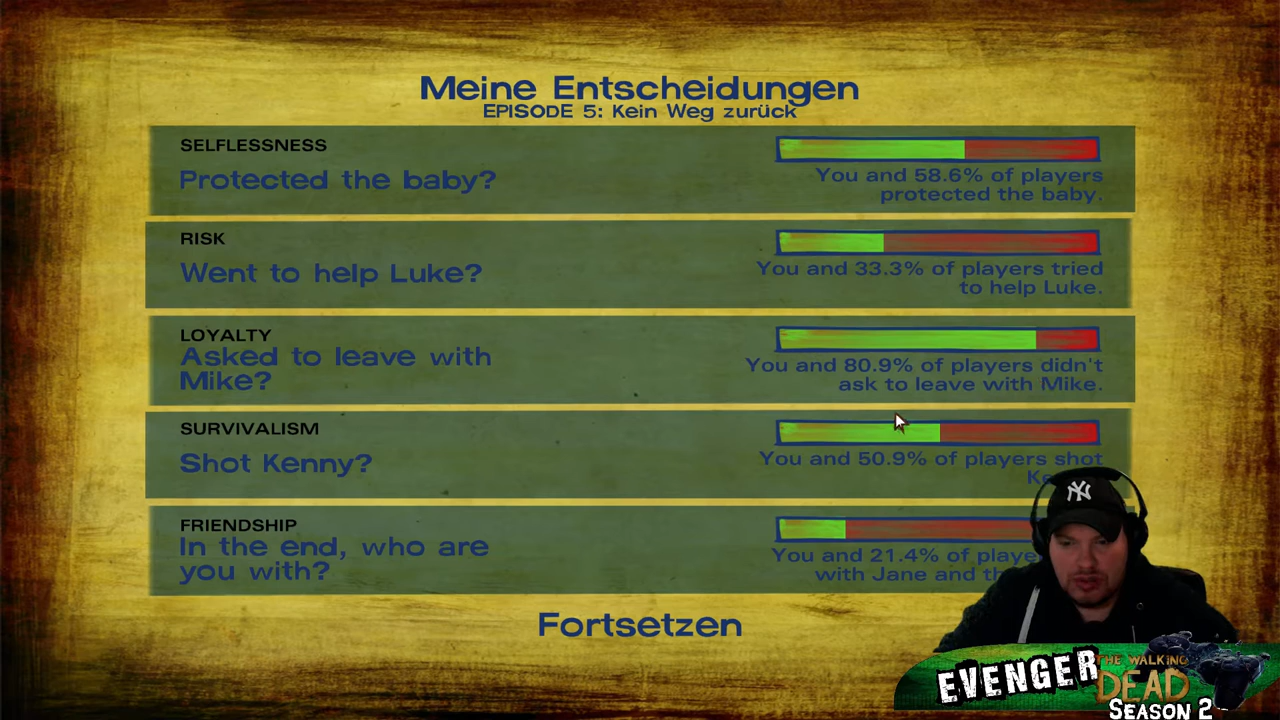 Meine Entscheidungen
EPISODE 5: Kein Weg zurück
SELFLESSNESS
Protected the baby?
You and 58.6% of players
protected the baby.
RISK
Went to help Luke?
You and 33.3% of players tried
to help Luke.
LOYALTY
Asked to leave with
Mike?
You and 80.9% of players didn't
ask to leave with Mike.
SURVIVALISM
Shot Kenny?
You and 50.9% of players shot
FRIENDSHIP
In the end, who are
you with?
You and 21.4% of
with Jane and
Fortsetzen
NY
EVENGER
THE WALKING
DEAD
SEASON 2